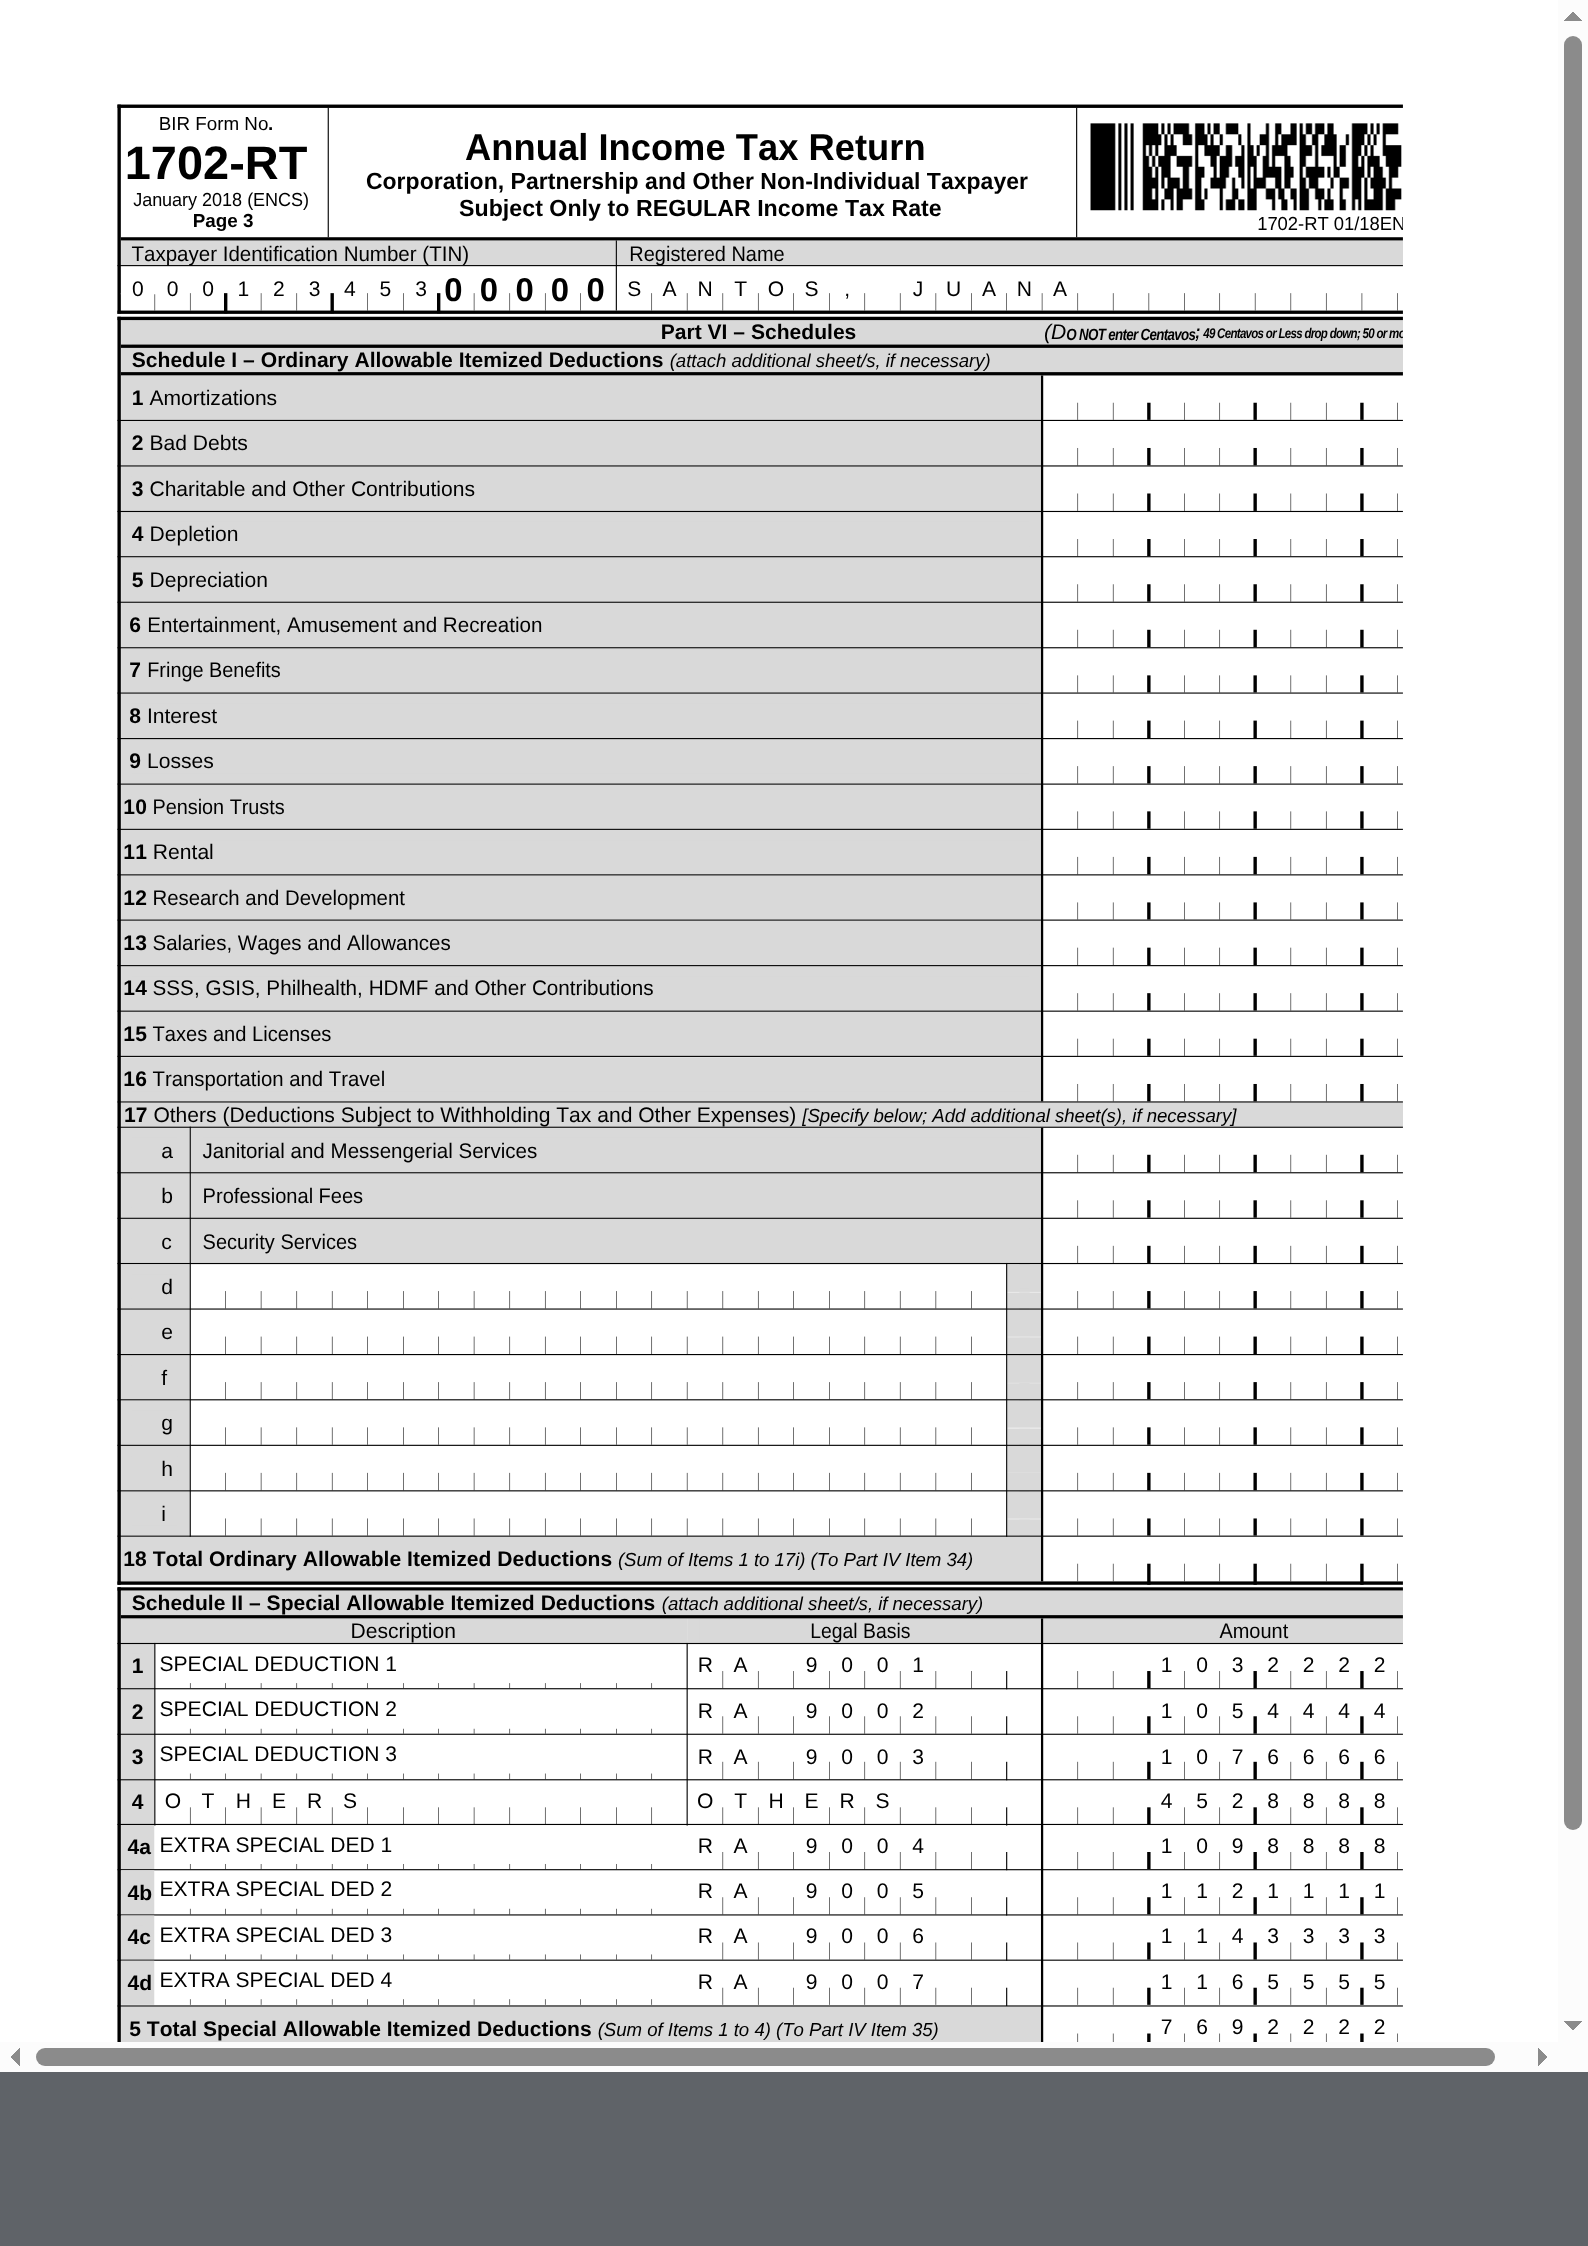 BIR Form No.
1702-RT
January 2018 (ENCS)
Page 3
Annual Income Tax Return
Corporation, Partnership and Other Non-Individual Taxpayer
Subject Only to REGULAR Income Tax Rate
1702-RT 01/18EN
Taxpayer Identification Number (TIN) Registered Name
0 0 0 1 2 3 4 5 3 0 0 0 0 0 S A N T O S , J U A N A
Part VI – Schedules (DO NOT enter Centavos; 49 Centavos or Less drop down; 50 or mo
Schedule I – Ordinary Allowable Itemized Deductions (attach additional sheet/s, if necessary)
1 Amortizations
2 Bad Debts
3 Charitable and Other Contributions
4 Depletion
5 Depreciation
6 Entertainment, Amusement and Recreation
7 Fringe Benefits
8 Interest
9 Losses
10 Pension Trusts
11 Rental
12 Research and Development
13 Salaries, Wages and Allowances
14 SSS, GSIS, Philhealth, HDMF and Other Contributions
15 Taxes and Licenses
16 Transportation and Travel
17 Others (Deductions Subject to Withholding Tax and Other Expenses) [Specify below; Add additional sheet(s), if necessary]
a Janitorial and Messengerial Services
b Professional Fees
c Security Services
d
e
f
g
h
i
18 Total Ordinary Allowable Itemized Deductions (Sum of Items 1 to 17i) (To Part IV Item 34)
Schedule II – Special Allowable Itemized Deductions (attach additional sheet/s, if necessary)
Description Legal Basis Amount
1 SPECIAL DEDUCTION 1 R A 9 0 0 1 1 0 3 2 2 2 2
2 SPECIAL DEDUCTION 2 R A 9 0 0 2 1 0 5 4 4 4 4
3 SPECIAL DEDUCTION 3 R A 9 0 0 3 1 0 7 6 6 6 6
4 O T H E R S O T H E R S 4 5 2 8 8 8 8
4a EXTRA SPECIAL DED 1 R A 9 0 0 4 1 0 9 8 8 8 8
4b EXTRA SPECIAL DED 2 R A 9 0 0 5 1 1 2 1 1 1 1
4c EXTRA SPECIAL DED 3 R A 9 0 0 6 1 1 4 3 3 3 3
4d EXTRA SPECIAL DED 4 R A 9 0 0 7 1 1 6 5 5 5 5
5 Total Special Allowable Itemized Deductions (Sum of Items 1 to 4) (To Part IV Item 35) 7 6 9 2 2 2 2